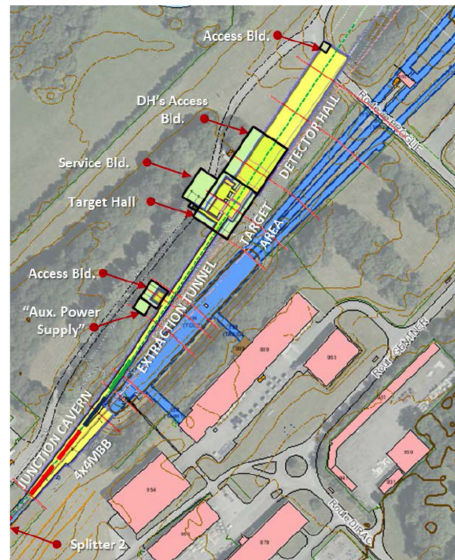 Access Bld.
DH's Access
Bld.
DETECTOR HALL
Service Bld.
Target Hall
TARGET
AREA
Access Bld.
EXTRACTION TUNNEL
"Aux. Power
Supply"
JUNCTION CAVERN
4x4MBB
Splitter 2